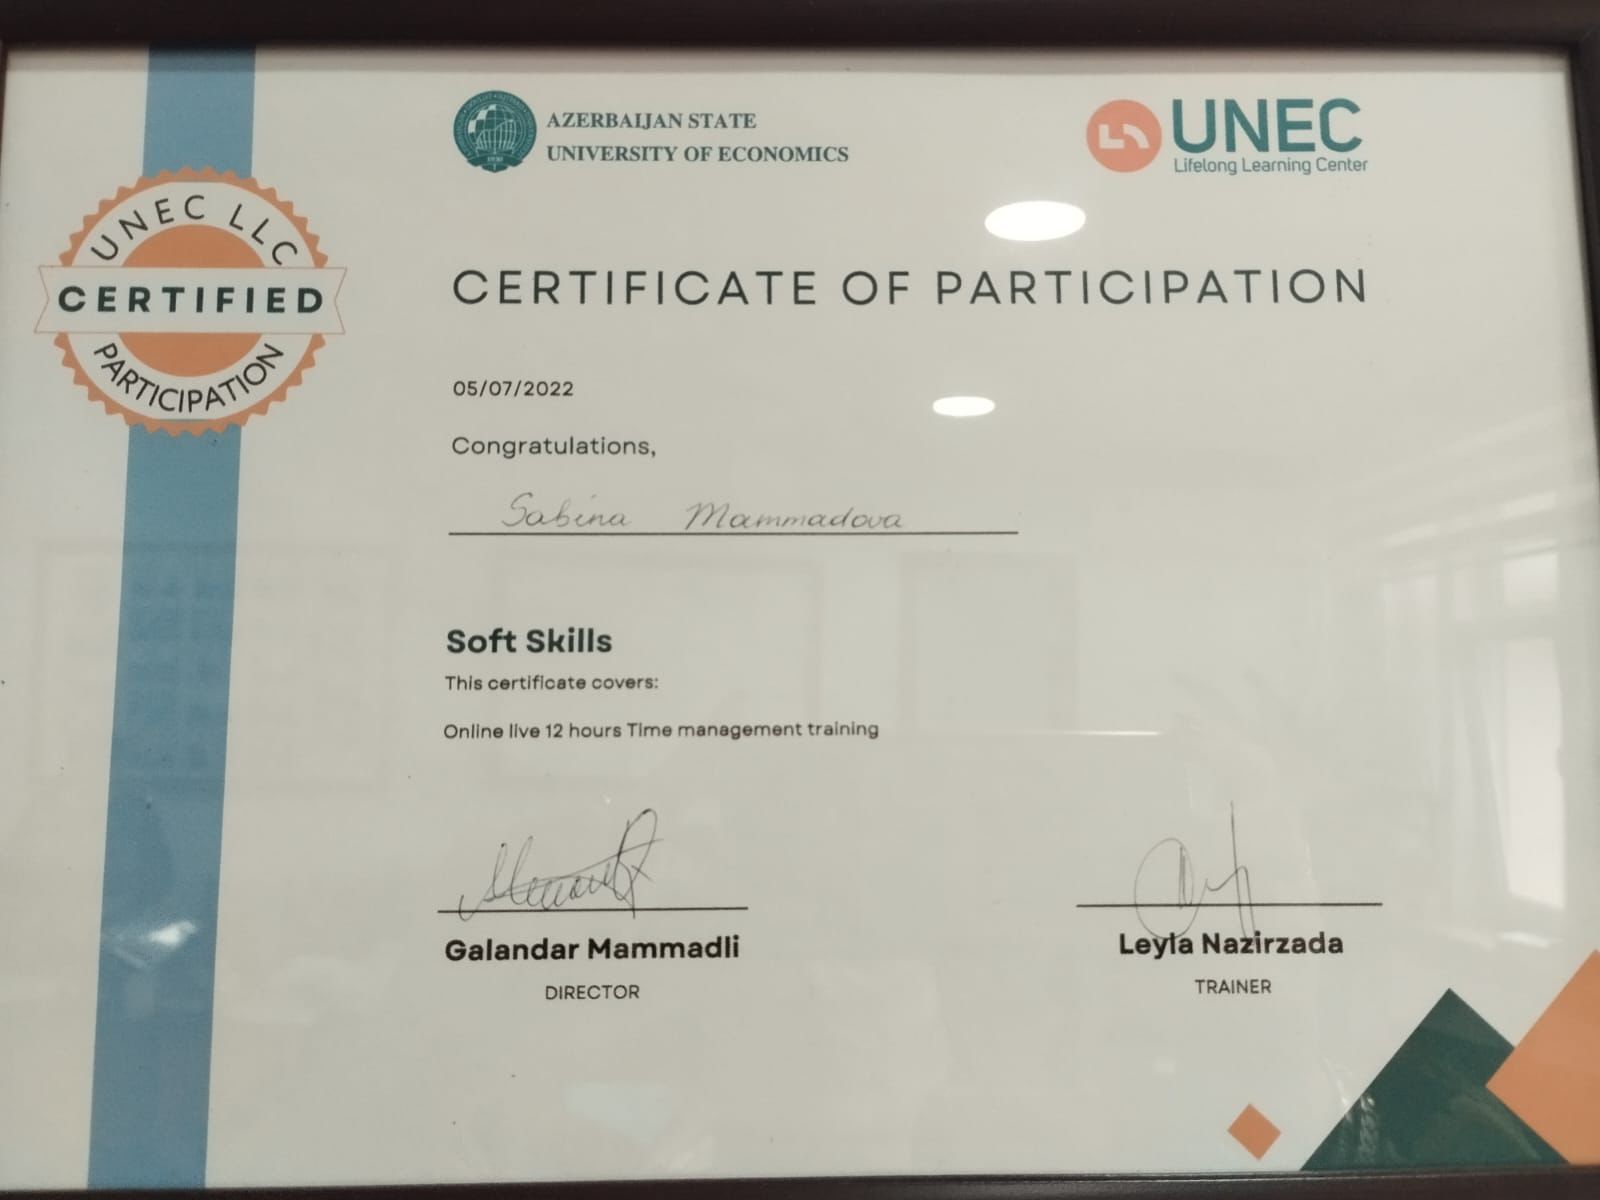 AZERBAIJAN STATE
UNIVERSITY OF ECONOMICS
UNEC
Lifelong Learning Center
UNEC LLC
CERTIFIED
PARTICIPATION
CERTIFICATE OF PARTICIPATION
05/07/2022
Congratulations,
Sabina Mammadova
Soft Skills
This certificate covers:
Online live 12 hours Time management training
Galandar Mammadli
DIRECTOR
Leyla Nazirzada
TRAINER